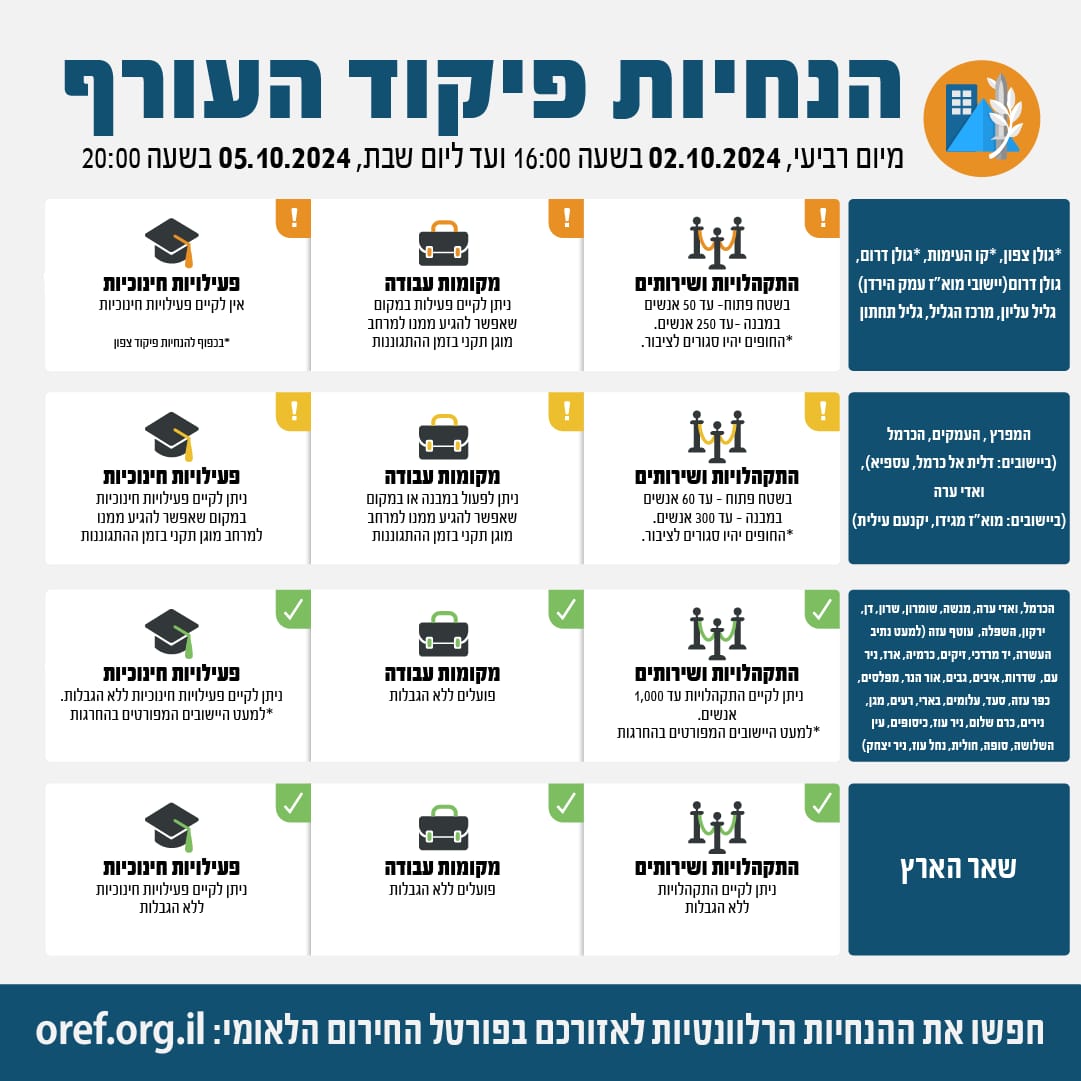 הנחיות פיקוד העורף
מיום רביעי, 02.10.2024 בשעה 16:00 ועד ליום שבת, 05.10.2024 בשעה 20:00
*גולן צפון, *קו העימות, *גולן דרום,
גולן דרום(יישובי מוא"ז עמק הירדן)
גליל עליון, מרכז הגליל, גליל תחתון
!
התקהלויות ושירותים
בשטח פתוח- עד 50 אנשים
במבנה -עד 250 אנשים.
*החופים יהיו סגורים לציבור.
!
מקומות עבודה
ניתן לקיים פעילות במקום
שאפשר להגיע ממנו למרחב
מוגן תקני בזמן ההתגוננות
!
פעילויות חינוכיות
אין לקיים פעילויות חינוכיות
*בכפוף להנחיות פיקוד צפון
המפרץ , העמקים, הכרמל
(ביישובים: דלית אל כרמל, עספיא),
ואדי ערה
(ביישובים: מוא"ז מגידו, יקנעם עילית)
!
התקהלויות ושירותים
בשטח פתוח - עד 60 אנשים
במבנה - עד 300 אנשים.
*החופים יהיו סגורים לציבור.
!
מקומות עבודה
ניתן לפעול במבנה או במקום
שאפשר להגיע ממנו למרחב
מוגן תקני בזמן ההתגוננות
!
פעילויות חינוכיות
ניתן לקיים פעילויות חינוכיות
במקום שאפשר להגיע ממנו
למרחב מוגן תקני בזמן ההתגוננות
הכרמל, ואדי ערה, מנשה, שומרון, שרון, דן,
ירקון, השפלה, עוטף עזה (למעט נתיב
העשרה, יד מרדכי, זיקים, כרמיה, ארז, ניר
עם, שדרות, איבים, גבים, אור הנר, מפלסים,
כפר עזה, סעד, עלומים, בארי, רעים, מגן,
נירים, כרם שלום, ניר עוז, כיסופים, עין
השלושה, סופה, חולית, נחל עוז, ניר יצחק)
התקהלויות ושירותים
ניתן לקיים התקהלויות עד 1,000
אנשים.
*למעט היישובים המפורטים בהחרגות
מקומות עבודה
פועלים ללא הגבלות
פעילויות חינוכיות
ניתן לקיים פעילויות חינוכיות ללא הגבלות.
*למעט היישובים המפורטים בהחרגות
שאר הארץ
התקהלויות ושירותים
ניתן לקיים התקהלויות
ללא הגבלות
מקומות עבודה
פועלים ללא הגבלות
פעילויות חינוכיות
ניתן לקיים פעילויות חינוכיות
ללא הגבלות
חפשו את ההנחיות הרלוונטיות לאזורכם בפורטל החירום הלאומי: oref.org.il